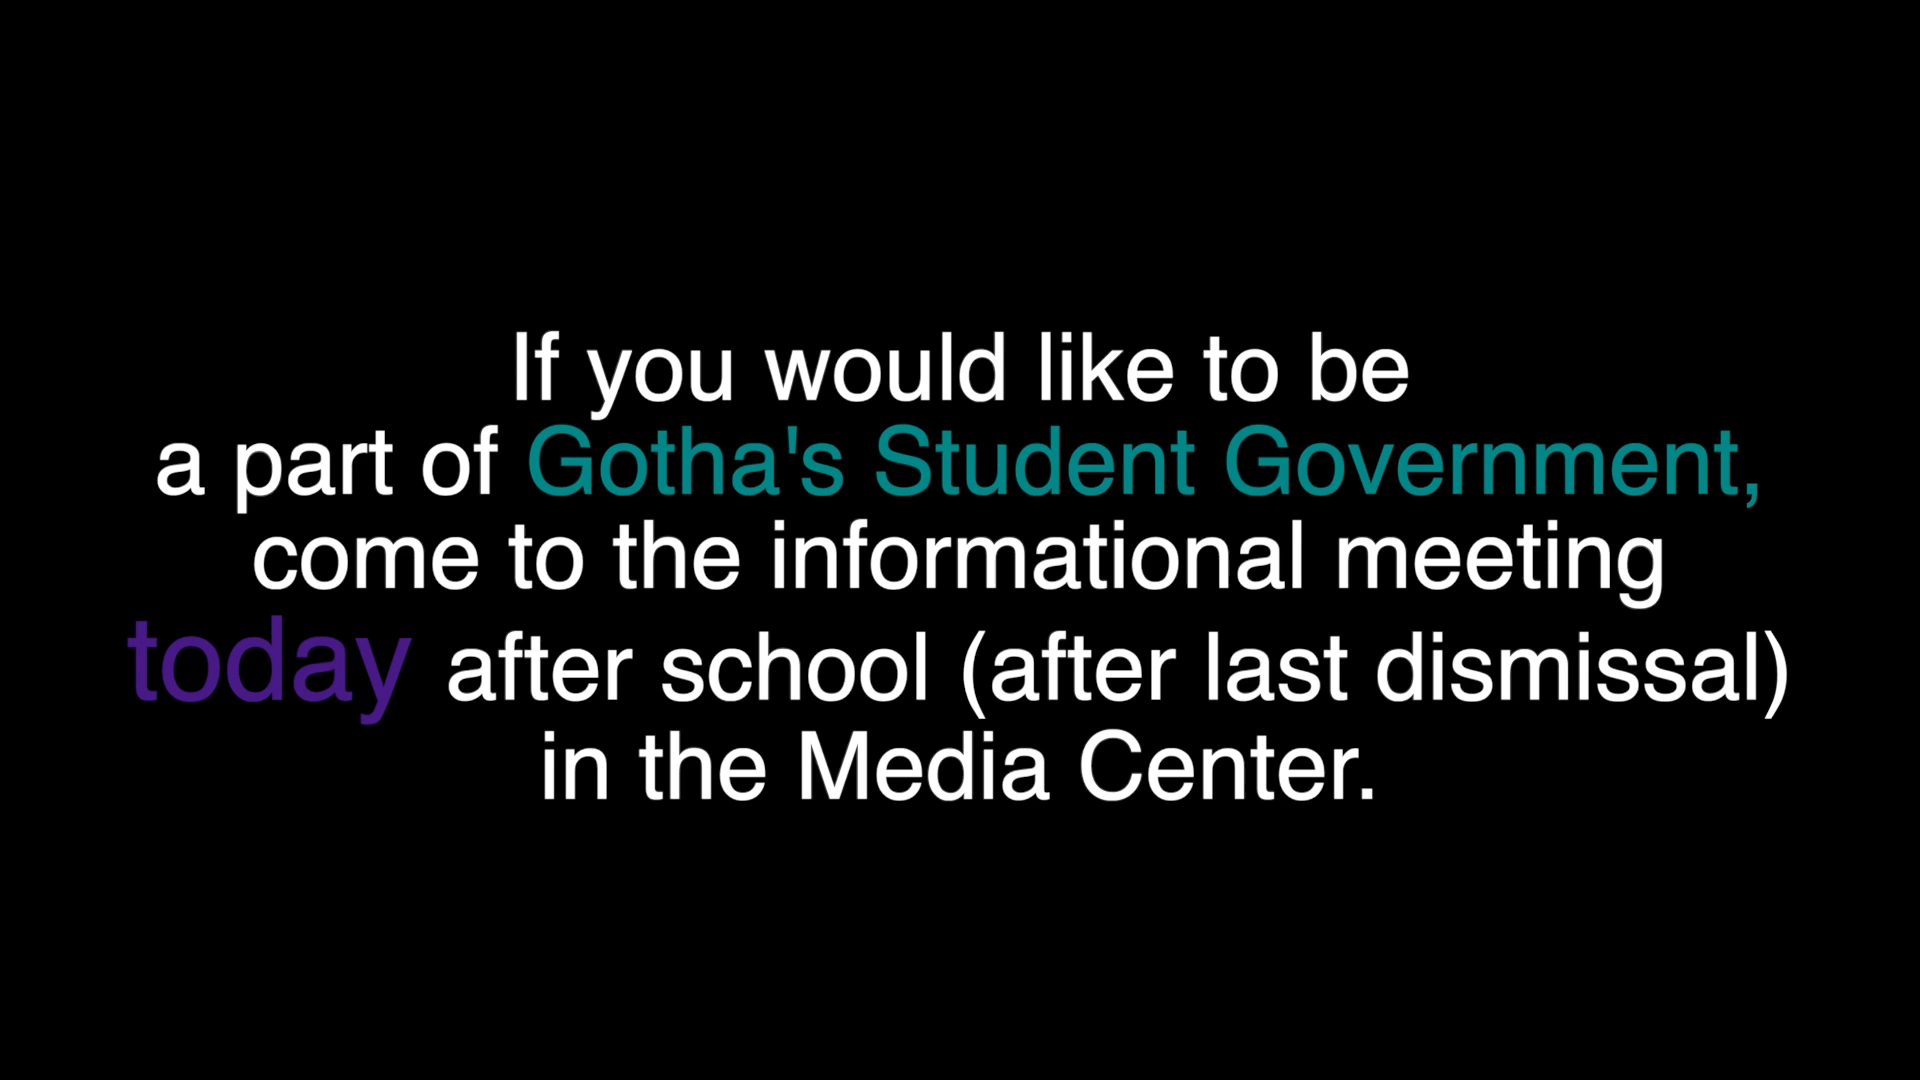 If you would like to be
a part of Gotha's Student Government,
come to the informational meeting
today after school (after last dismissal)
in the Media Center.